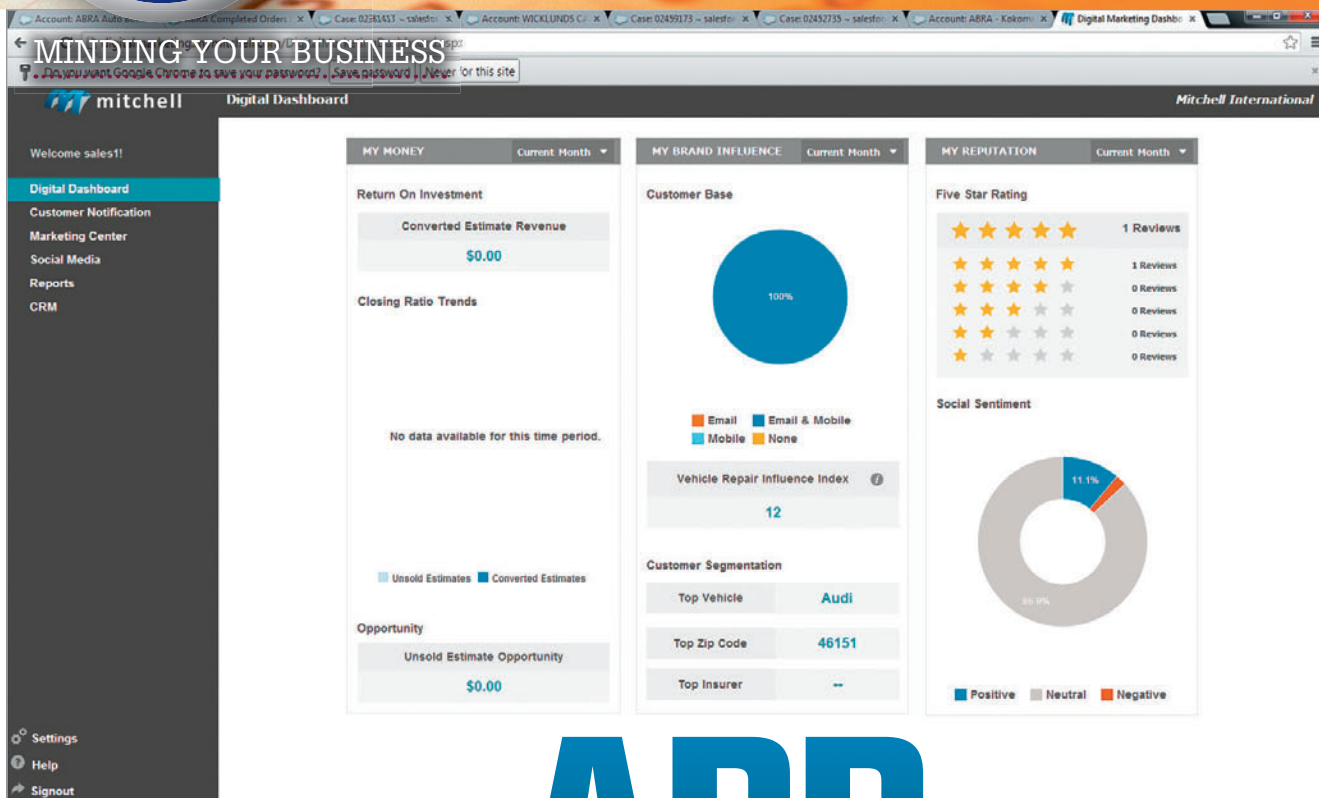 Account: ABRA Auto
ABRA Completed Orders
Case: 02581453 ~ salesfor
Account: WICKLUNDS CA
Case: 02459173 ~ salesfor
Case: 02452735 ~ salesfor
Account: ABRA - Kokomo
Digital Marketing Dashbo
MINDING YOUR BUSINESS
Do you want Google Chrome to save your password?
Save password
Never for this site
mitchell
Digital Dashboard
Mitchell International
Welcome sales1!
Digital Dashboard
Customer Notification
Marketing Center
Social Media
Reports
CRM
MY MONEY
Current Month
Return On Investment
Converted Estimate Revenue
$0.00
Closing Ratio Trends
No data available for this time period.
Unsold Estimates
Converted Estimates
Opportunity
Unsold Estimate Opportunity
$0.00
MY BRAND INFLUENCE
Current Month
Customer Base
100%
Email
Email & Mobile
Mobile
None
Vehicle Repair Influence Index
12
Customer Segmentation
Top Vehicle
Audi
Top Zip Code
46151
Top Insurer
--
MY REPUTATION
Current Month
Five Star Rating
1 Reviews
1 Reviews
0 Reviews
0 Reviews
0 Reviews
0 Reviews
Social Sentiment
11.1%
Positive
Neutral
Negative
Settings
Help
Signout